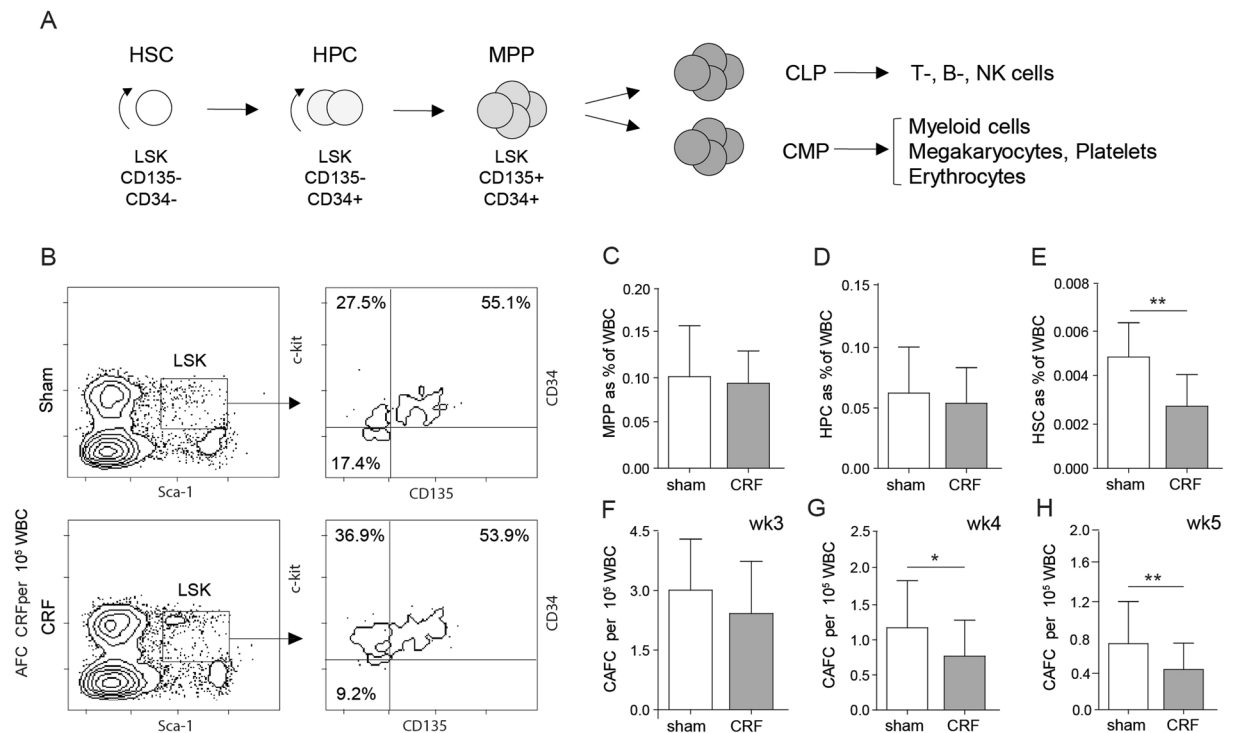 A
HSC
HPC
MPP
LSK
CD135-
CD34-
LSK
CD135-
CD34+
LSK
CD135+
CD34+
CLP
T-, B-, NK cells
CMP
Myeloid cells
Megakaryocytes, Platelets
Erythrocytes
B
Sham
LSK
c-kit
Sca-1
27.5%
55.1%
17.4%
CD34
CD135
AFC CRFper 10⁵ WBC
CRF
LSK
c-kit
Sca-1
36.9%
53.9%
9.2%
CD34
CD135
C
MPP as % of WBC
0.20
0.15
0.10
0.05
0.00
sham CRF
D
HPC as % of WBC
0.15
0.10
0.05
0.00
sham CRF
E
HSC as % of WBC
0.008
0.006
0.004
0.002
0.000
**
sham CRF
F
wk3
CAFC per 10⁵ WBC
4.5
3.0
1.5
0.0
sham CRF
G
wk4
CAFC per 10⁵ WBC
2.5
2.0
1.5
1.0
0.5
0.0
*
sham CRF
H
wk5
CAFC per 10⁵ WBC
2.0
1.6
1.2
0.8
0.4
0.0
**
sham CRF